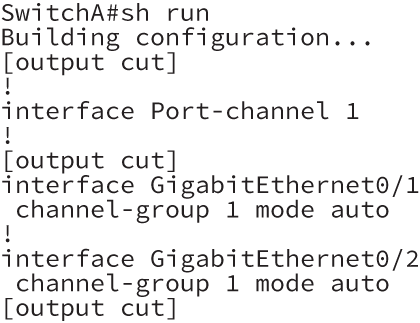 SwitchA#sh run
Building configuration...
[output cut]
!
interface Port-channel 1
!
[output cut]
interface GigabitEthernet0/1
 channel-group 1 mode auto
!
interface GigabitEthernet0/2
 channel-group 1 mode auto
[output cut]